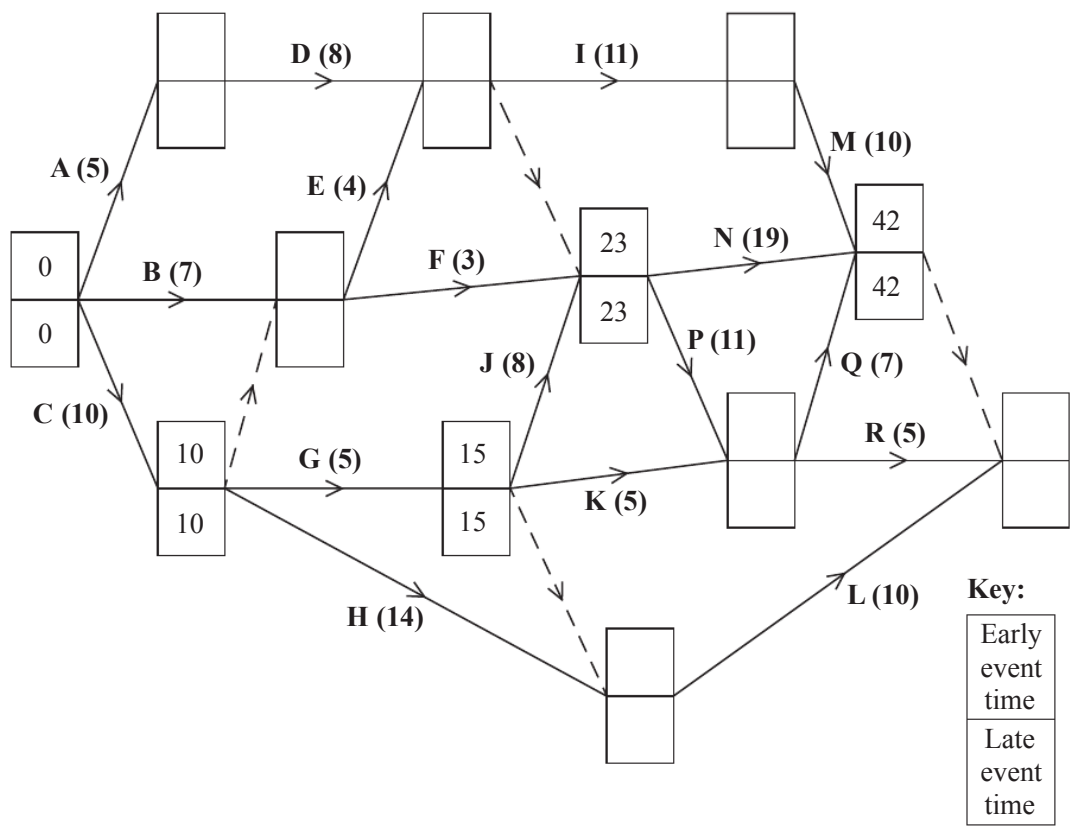 D (8)
I (11)
A (5)
E (4)
M (10)
0
0
B (7)
F (3)
23
23
N (19)
42
42
C (10)
J (8)
P (11)
Q (7)
10
10
G (5)
15
15
K (5)
R (5)
H (14)
L (10)
Key:
Early
event
time
Late
event
time